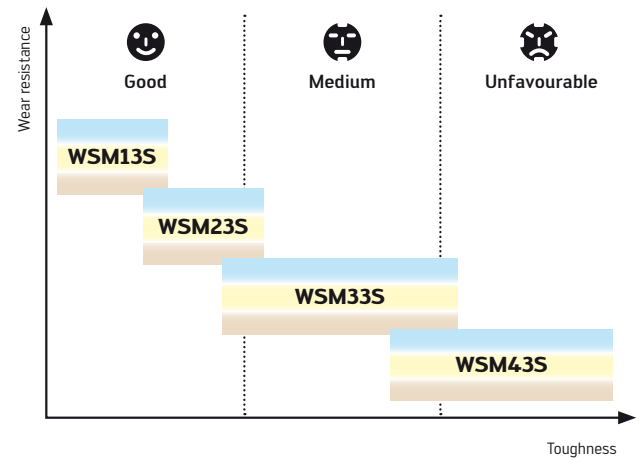 Wear resistance
Good
Medium
Unfavourable
WSM13S
WSM23S
WSM33S
WSM43S
Toughness